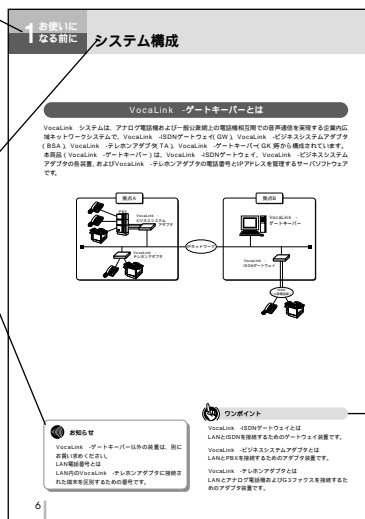 1 お使いに
なる前に
システム構成
VocaLink -ゲートキーパーとは
VocaLink システムは、アナログ電話機および一般公衆網上の電話機相互間での音声通信を実現する企業内広
域ネットワークシステムで、VocaLink -ISDNゲートウェイ(GW)、VocaLink -ビジネスシステムアダプタ
(BSA)、VocaLink -テレホンアダプタ(TA)、VocaLink -ゲートキーパー(GK)等から構成されています。
本商品(VocaLink -ゲートキーパー)は、VocaLink -ISDNゲートウェイ、VocaLink -ビジネスシステム
アダプタの各装置、およびVocaLink -テレホンアダプタの電話番号とIPアドレスを管理するサーバソフトウェア
です。
拠点A
PBX
VocaLink -
ビジネスシステム
アダプタ
VocaLink
テレホンアダプタ
IPネットワーク
拠点B
VocaLink -
ゲートキーパー
VocaLink -
ISDNゲートウェイ
お知らせ
VocaLink -ゲートキーパー以外の装置は、別に
お買い求めください。
LAN電話番号とは
LAN内のVocaLink -テレホンアダプタに接続さ
れた端末を区別するための番号です。
ワンポイント
VocaLink -ISDNゲートウェイとは
LANとISDNを接続するためのゲートウェイ装置です。
VocaLink -ビジネスシステムアダプタとは
LANとPBXを接続するためのアダプタ装置です。
VocaLink -テレホンアダプタとは
LANとアナログ電話機およびG3ファクスを接続するた
めのアダプタ装置です。
6